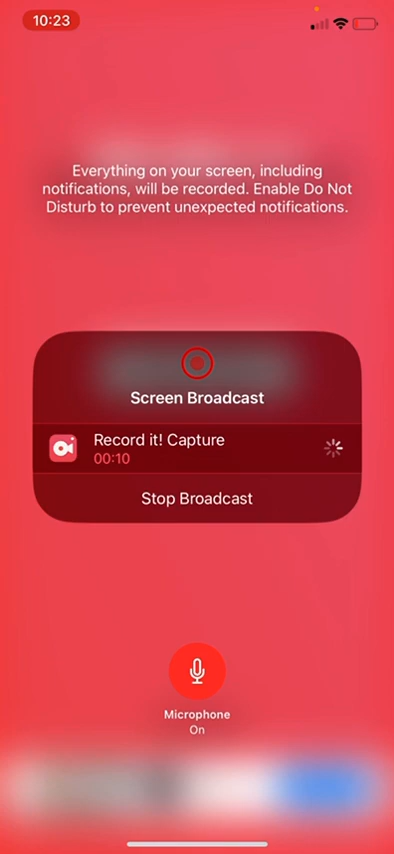 10:23
Everything on your screen, including
notifications, will be recorded. Enable Do Not
Disturb to prevent unexpected notifications.
Screen Broadcast
Record it! Capture
00:10
Stop Broadcast
Microphone
On